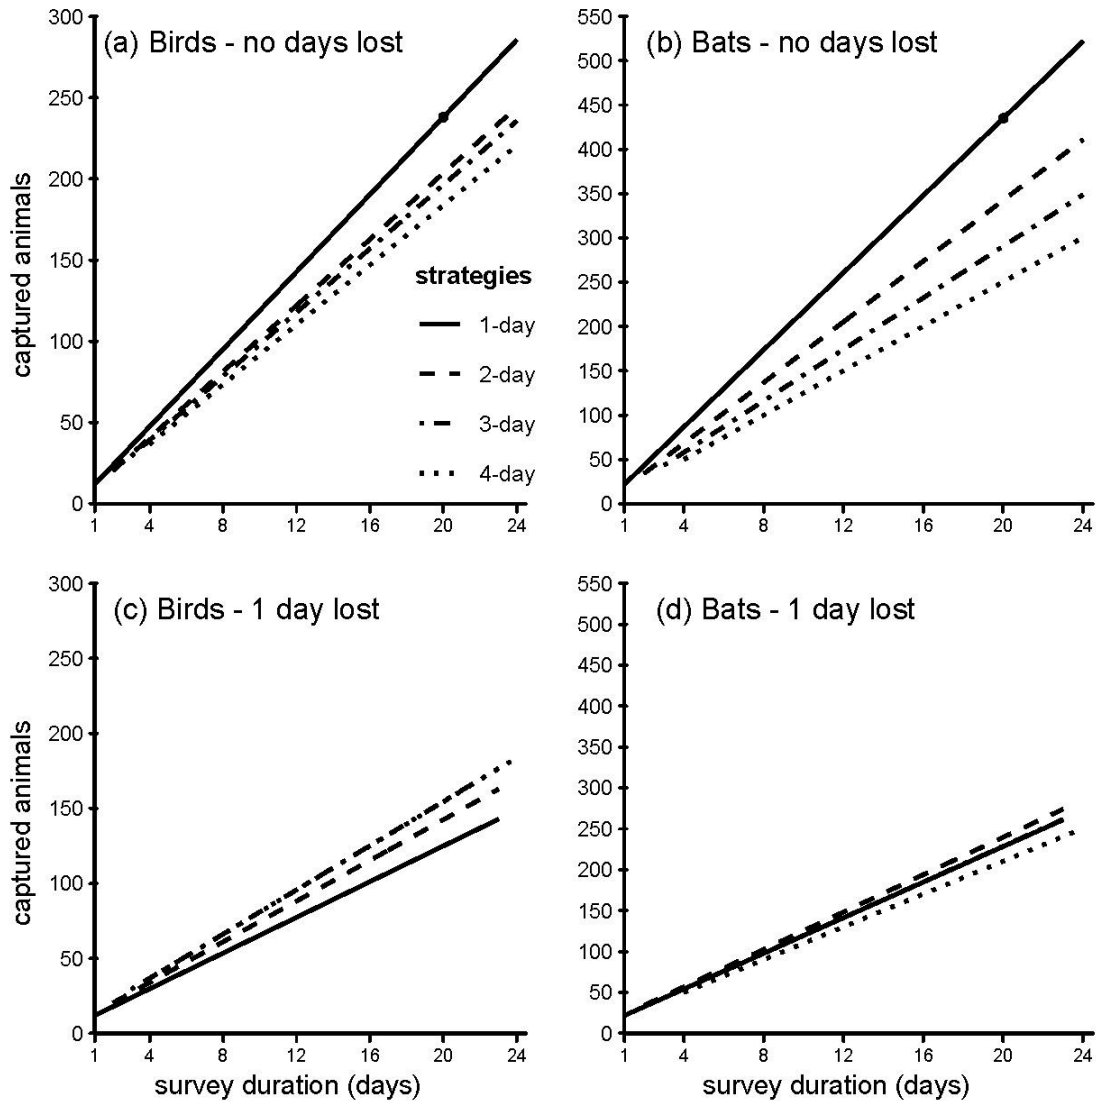 (a) Birds - no days lost
captured animals
300
250
200
150
100
50
0
1 4 8 12 16 20 24
strategies
1-day
2-day
3-day
4-day
(b) Bats - no days lost
550
500
450
400
350
300
250
200
150
100
50
0
1 4 8 12 16 20 24
(c) Birds - 1 day lost
captured animals
300
250
200
150
100
50
0
1 4 8 12 16 20 24
survey duration (days)
(d) Bats - 1 day lost
550
500
450
400
350
300
250
200
150
100
50
0
1 4 8 12 16 20 24
survey duration (days)